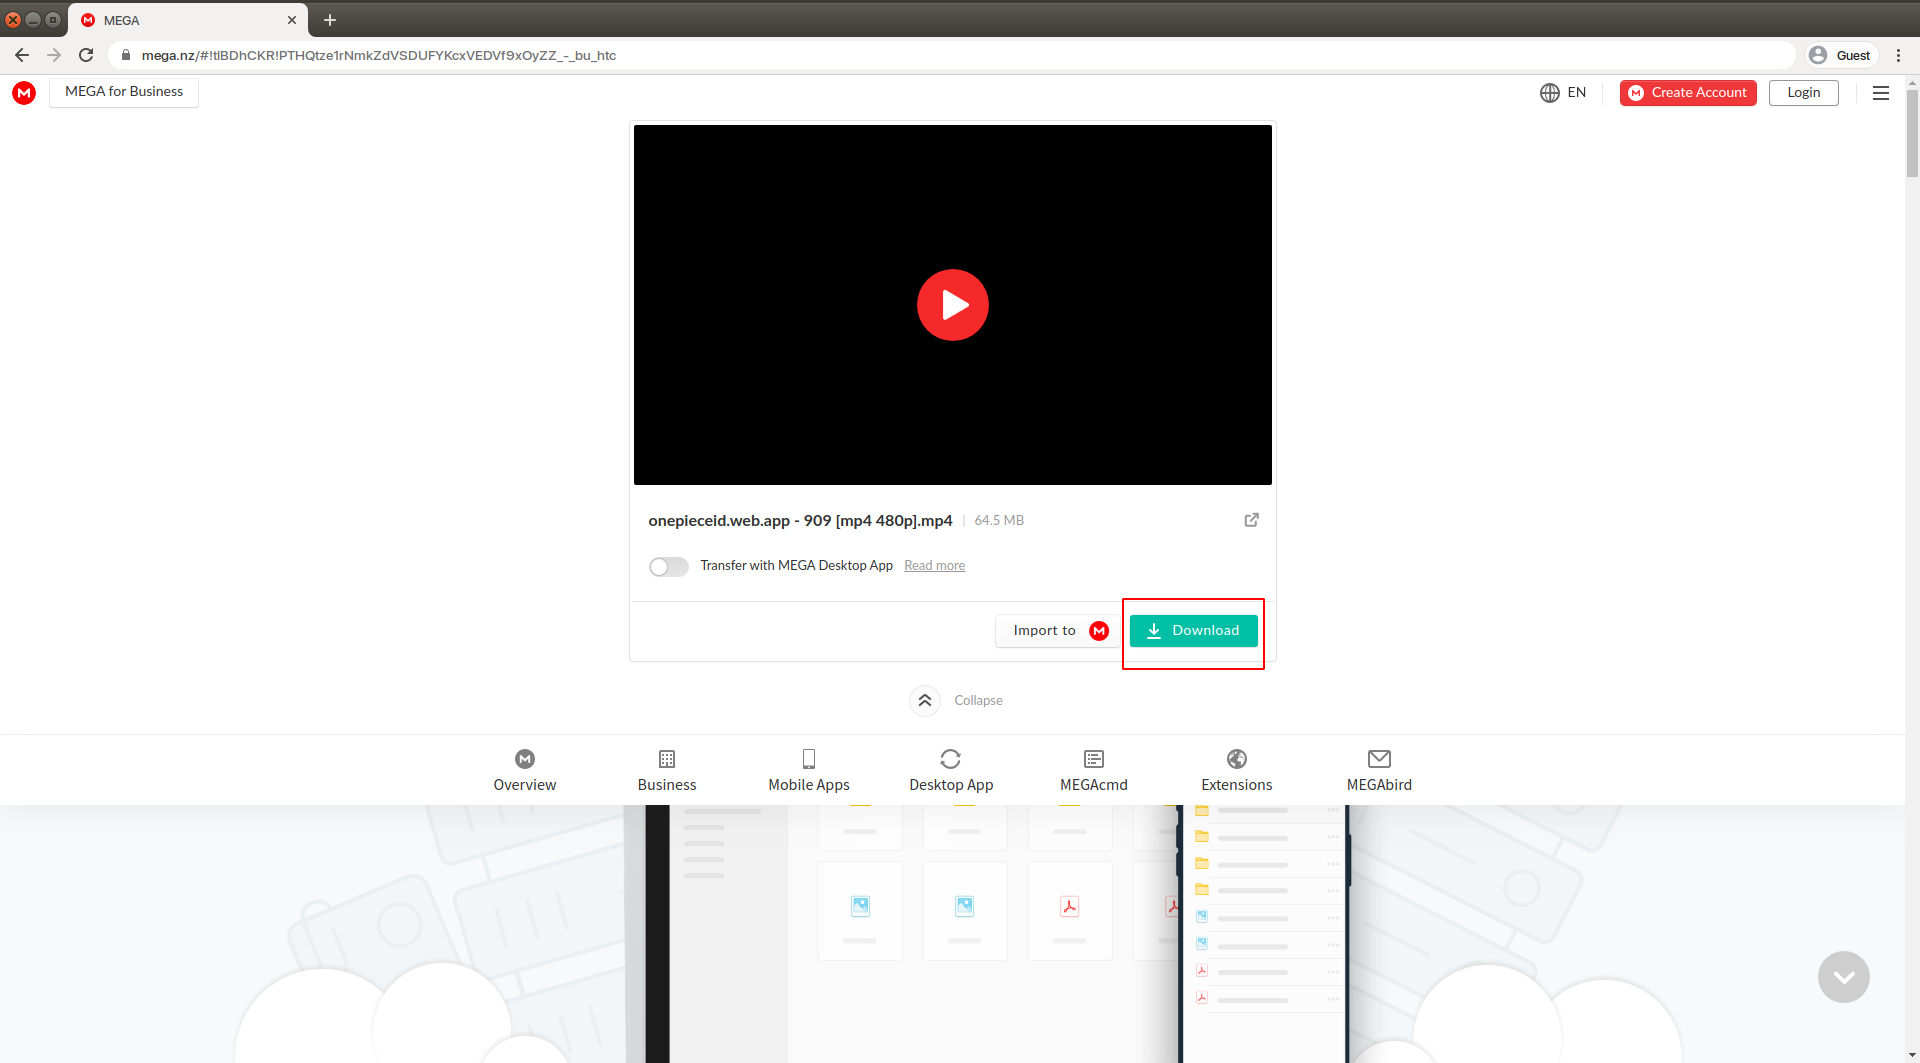 MEGA
mega.nz/#!tIBDhCKR!PTHQtze1rNmkZdVSDUFYKcxVEDVf9xOyZZ_-_bu_htc
Guest
MEGA for Business
EN
Create Account
Login
onepieceid.web.app - 909 [mp4 480p].mp4 | 64.5 MB
Transfer with MEGA Desktop App Read more
Import to
Download
Collapse
Overview
Business
Mobile Apps
Desktop App
MEGAcmd
Extensions
MEGAbird